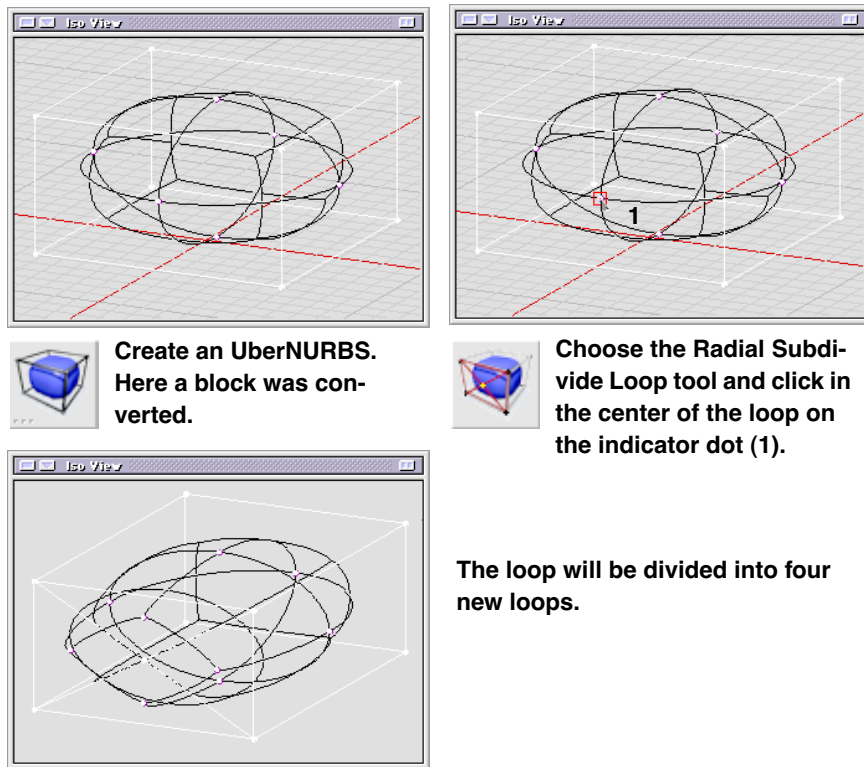 Iso View
Iso View
1
Create an UberNURBS.
Here a block was con-
verted.
Choose the Radial Subdi-
vide Loop tool and click in
the center of the loop on
the indicator dot (1).
Iso View
The loop will be divided into four
new loops.